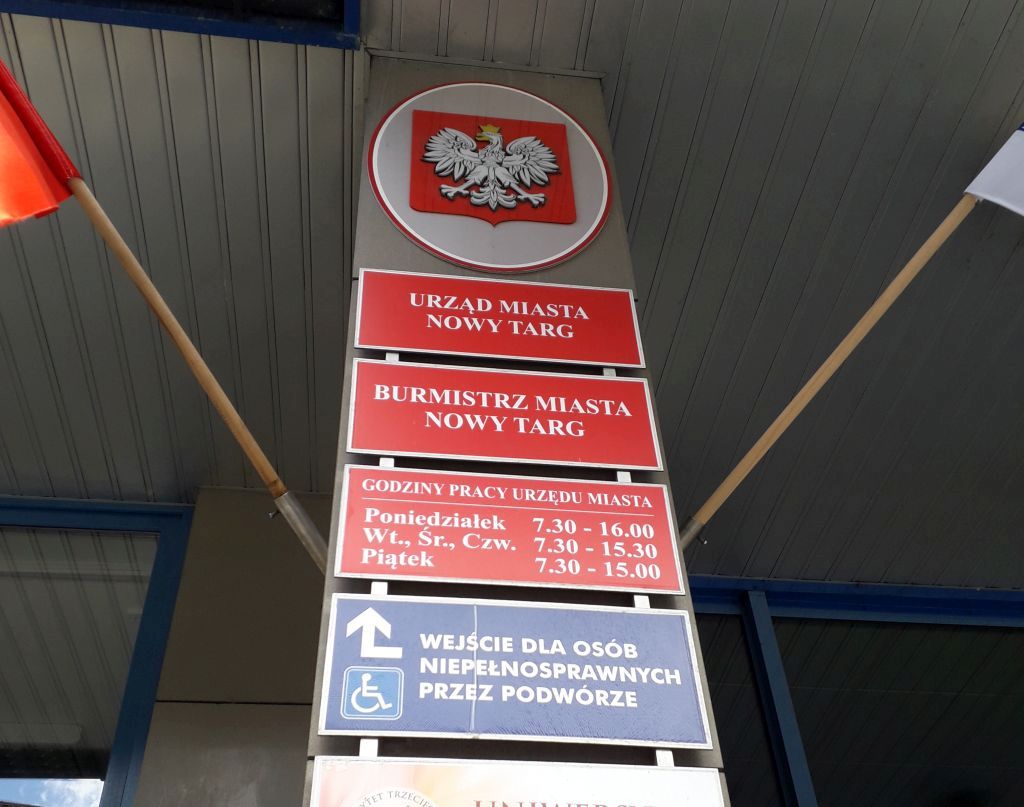 URZĄD MIASTA
NOWY TARG
BURMISTRZ MIASTA
NOWY TARG
GODZINY PRACY URZĘDU MIASTA
Poniedziałek 7.30 - 16.00
Wt., Śr., Czw. 7.30 - 15.30
Piątek 7.30 - 15.00
WEJŚCIE DLA OSÓB
NIEPEŁNOSPRAWNYCH
PRZEZ PODWÓRZE